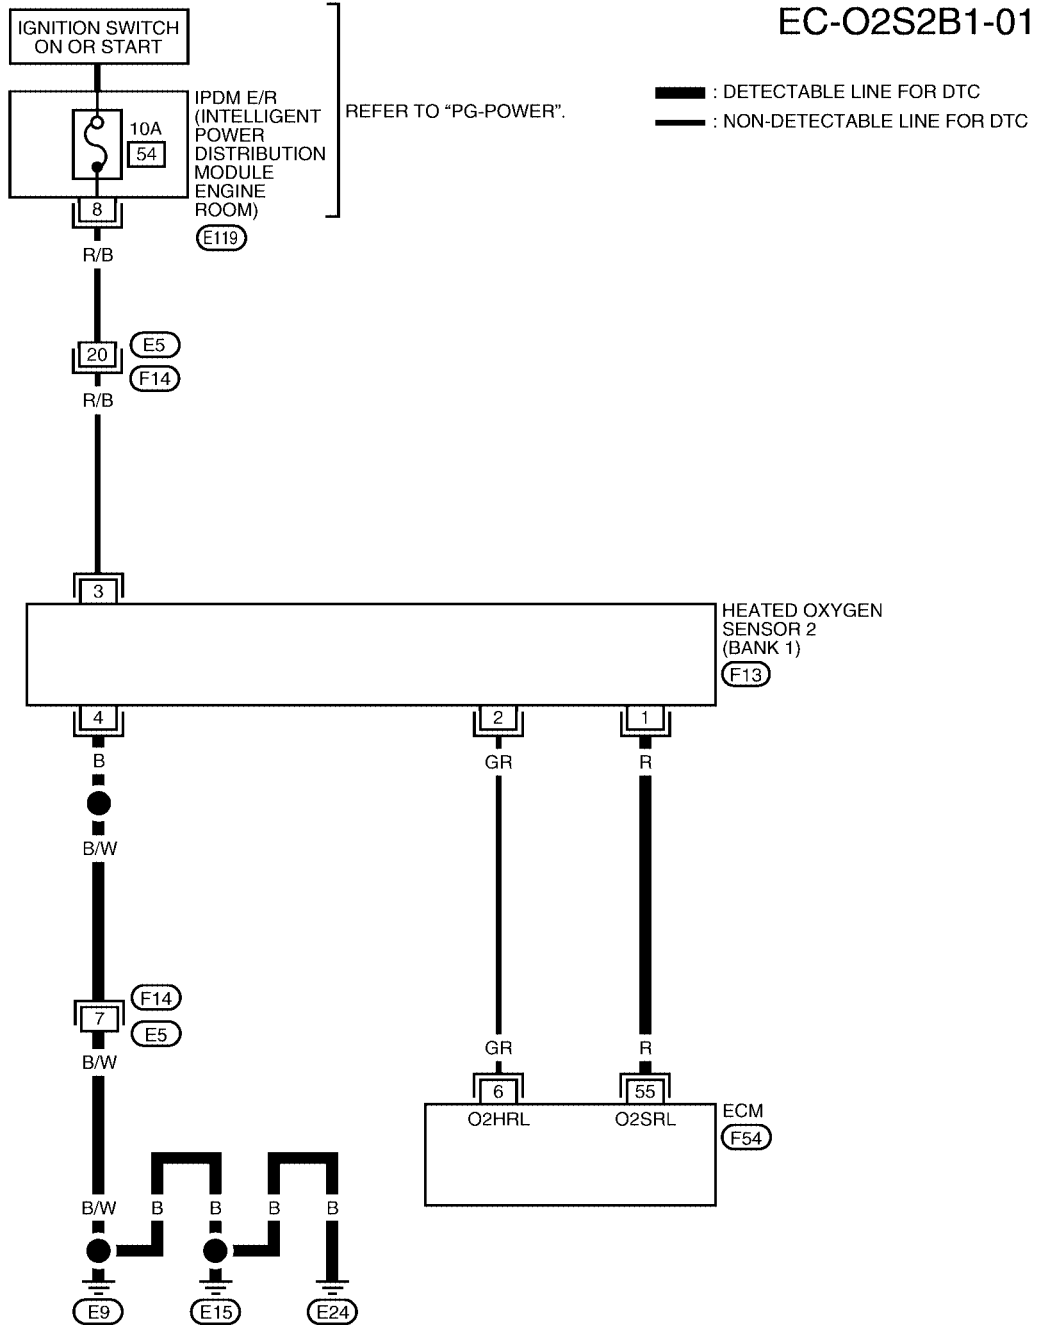 EC-O2S2B1-01
IGNITION SWITCH
ON OR START
: DETECTABLE LINE FOR DTC
: NON-DETECTABLE LINE FOR DTC
IPDM E/R
(INTELLIGENT
POWER
DISTRIBUTION
MODULE
ENGINE
ROOM)
REFER TO “PG-POWER”.
10A
54
8
E119
R/B
20
E5
F14
R/B
3
HEATED OXYGEN
SENSOR 2
(BANK 1)
F13
4
2
1
B
GR
R
B/W
7
F14
E5
B/W
GR
R
6
55
O2HRL
O2SRL
ECM
F54
B/W
B
B
B
B
E9
E15
E24